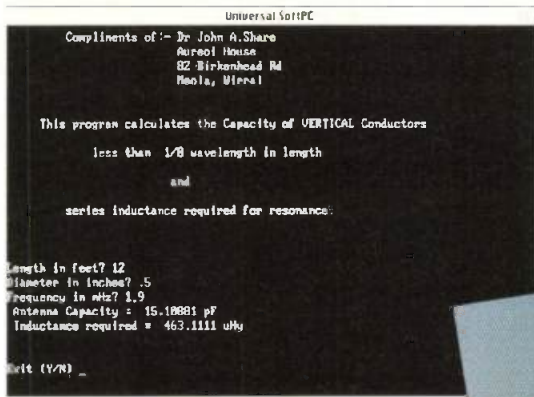 Universal SoftPC
Compliments of :- Dr John A.Share
Aureol House
82 Birkenhead Rd
Meols, Wirral
This program calculates the Capacity of VERTICAL Conductors
less than 1/8 wavelength in length
and
series inductance required for resonance:
Length in feet? 12
Diameter in inches? .5
Frequency in mHz? 1.9
Antenna Capacity = 15.10881 pF
Inductance required = 463.1111 uHy
Exit (Y/N) _